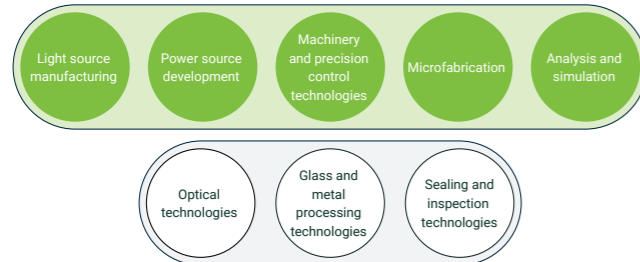 Light source
manufacturing
Power source
development
Machinery
and precision
control
technologies
Microfabrication
Analysis and
simulation
Optical
technologies
Glass and
metal
processing
technologies
Sealing and
inspection
technologies